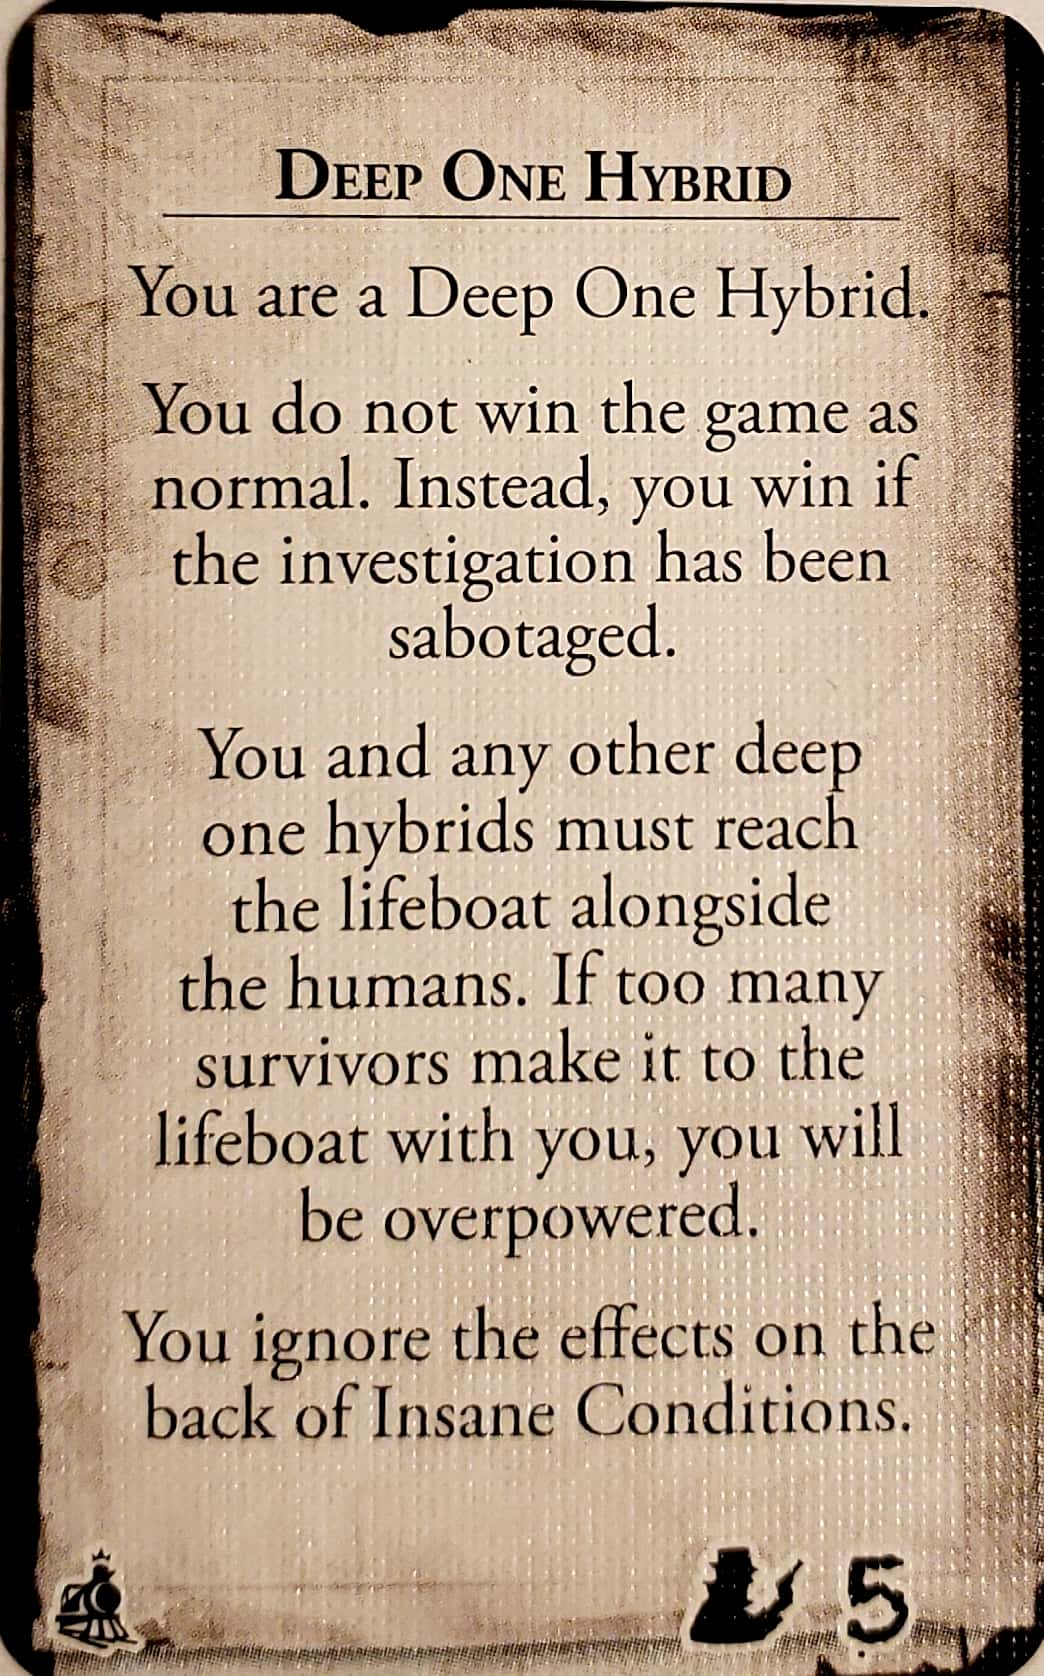 Deep One Hybrid
You are a Deep One Hybrid.
You do not win the game as
normal. Instead, you win if
the investigation has been
sabotaged.
You and any other deep
one hybrids must reach
the lifeboat alongside
the humans. If too many
survivors make it to the
lifeboat with you, you will
be overpowered.
You ignore the effects on the
back of Insane Conditions.
5